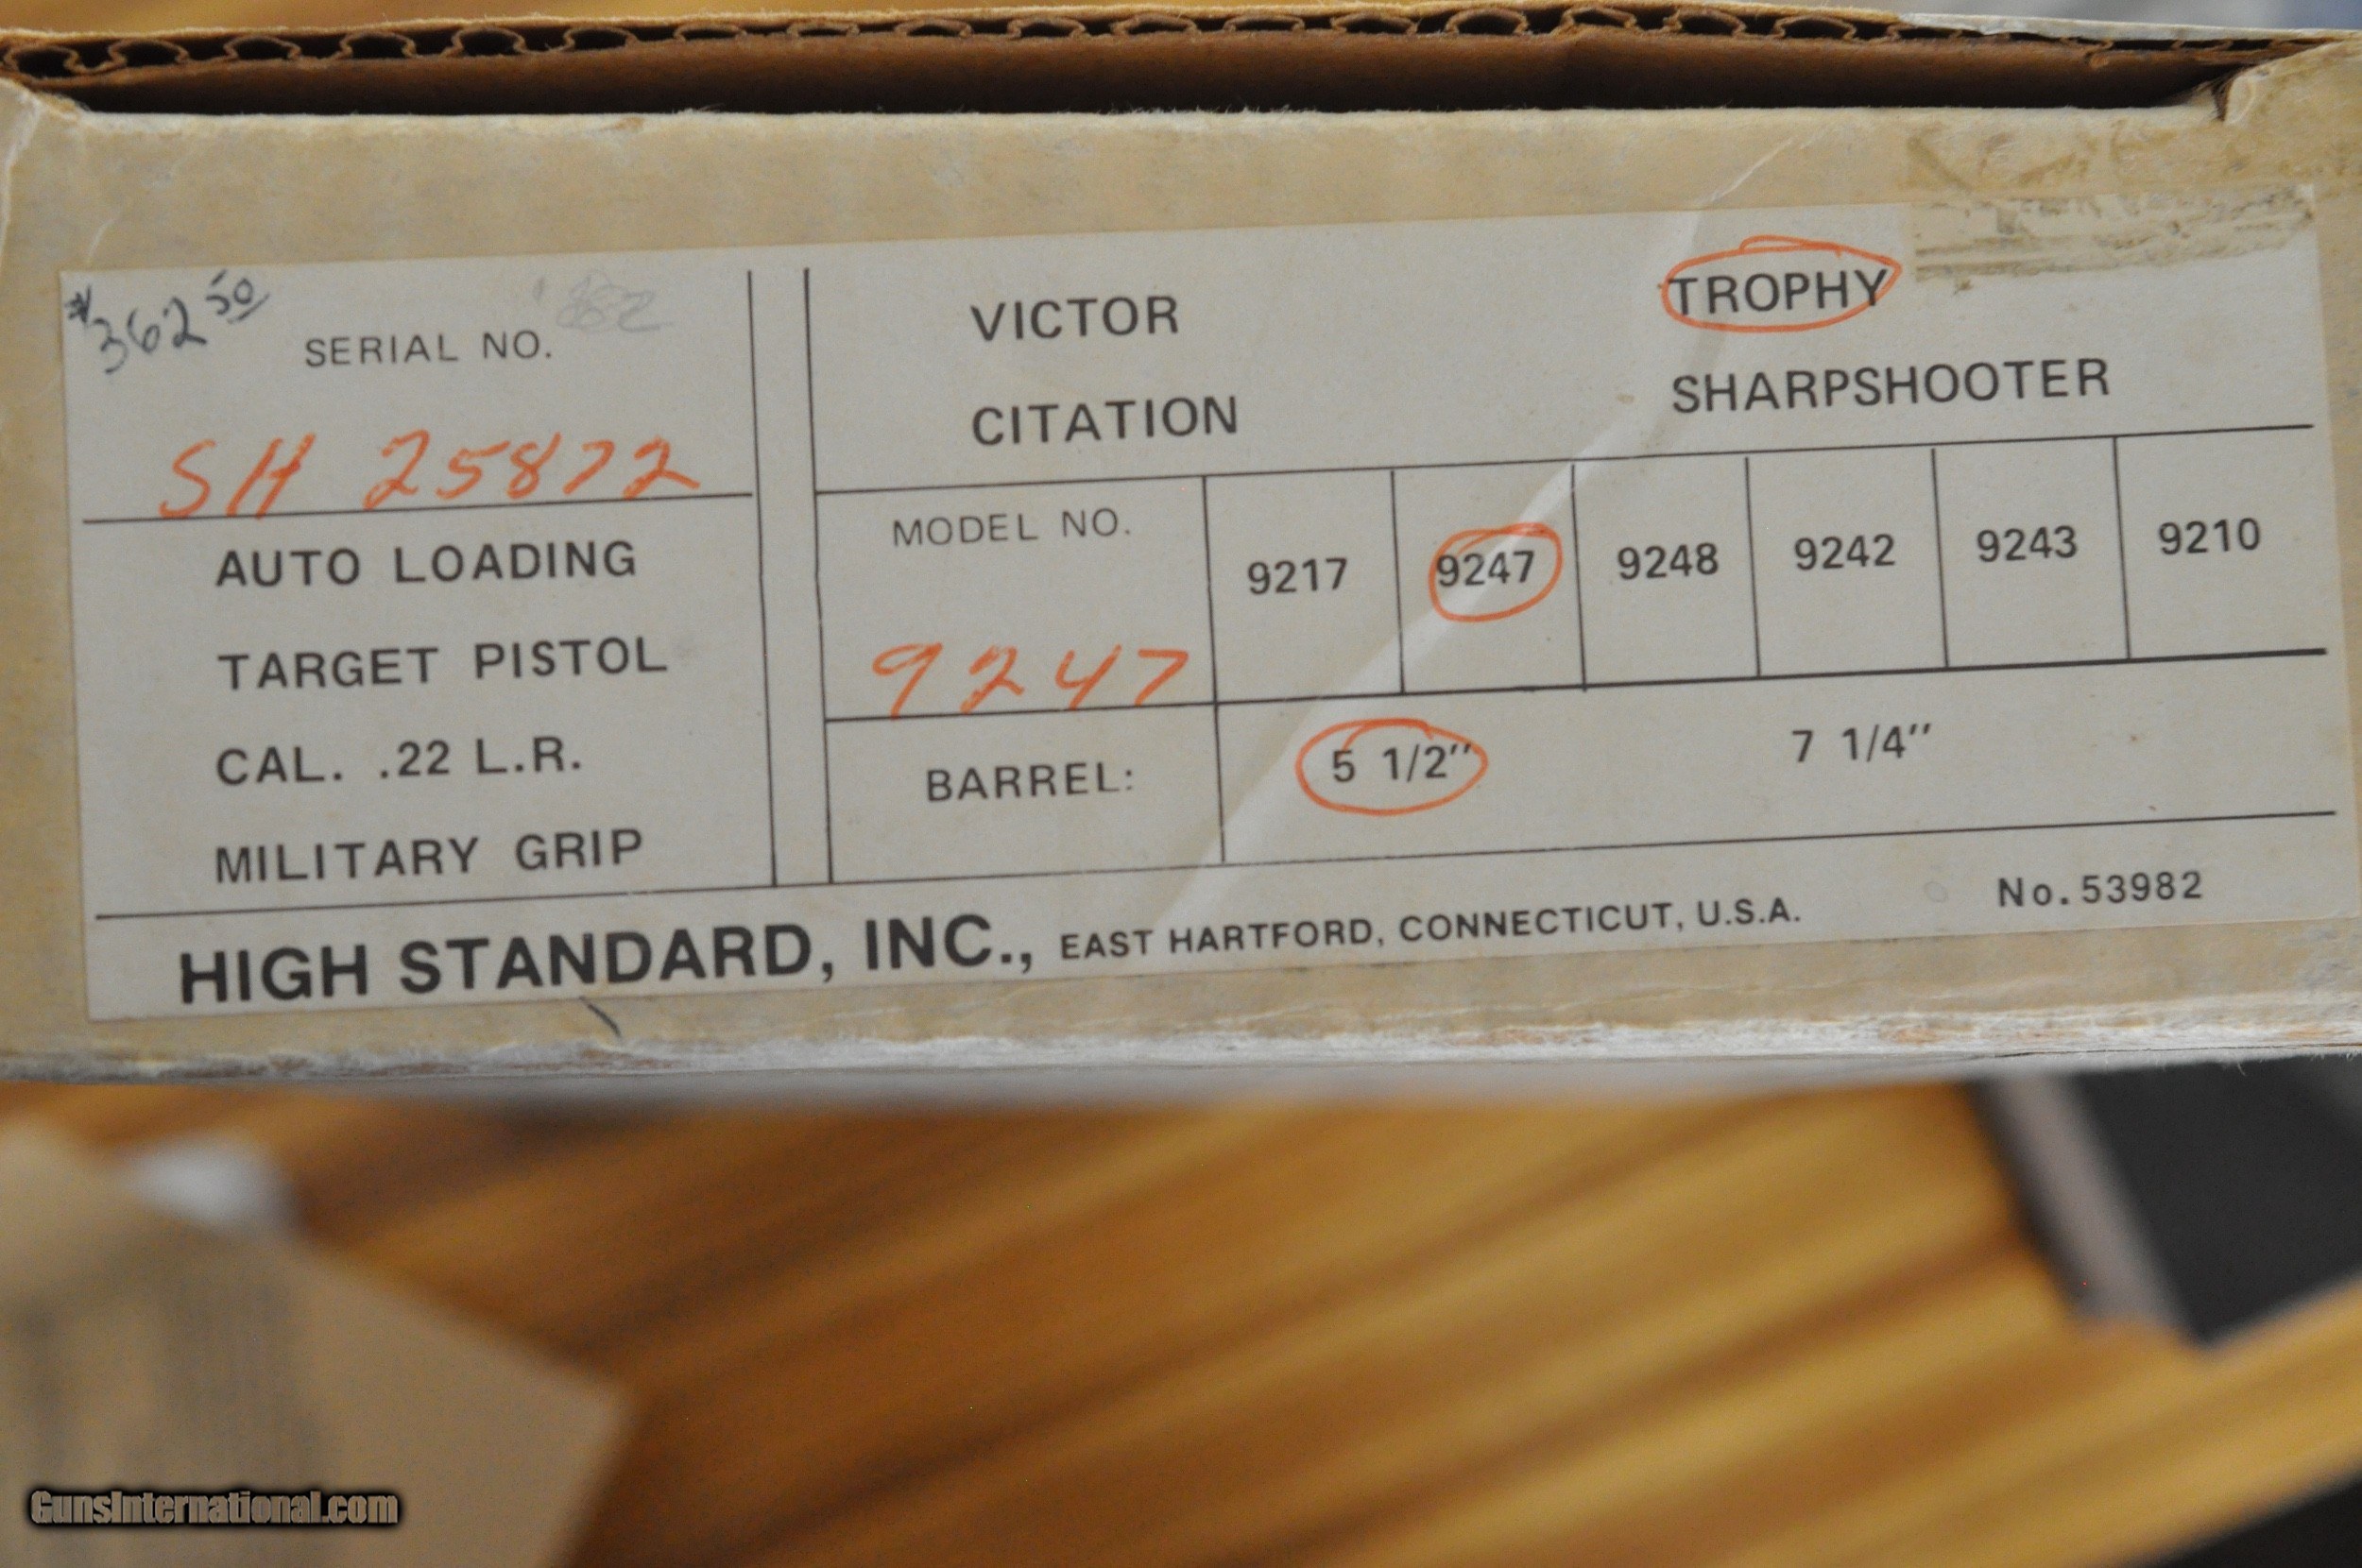 $362 50
SERIAL NO.
SH 25872
AUTO LOADING
TARGET PISTOL
CAL. .22 L.R.
MILITARY GRIP
VICTOR TROPHY
CITATION SHARPSHOOTER
MODEL NO. 9217 9247 9248 9242 9243 9210
9247
BARREL: 5 1/2" 7 1/4"
HIGH STANDARD, INC., EAST HARTFORD, CONNECTICUT, U.S.A. No. 53982
GunsInternational.com